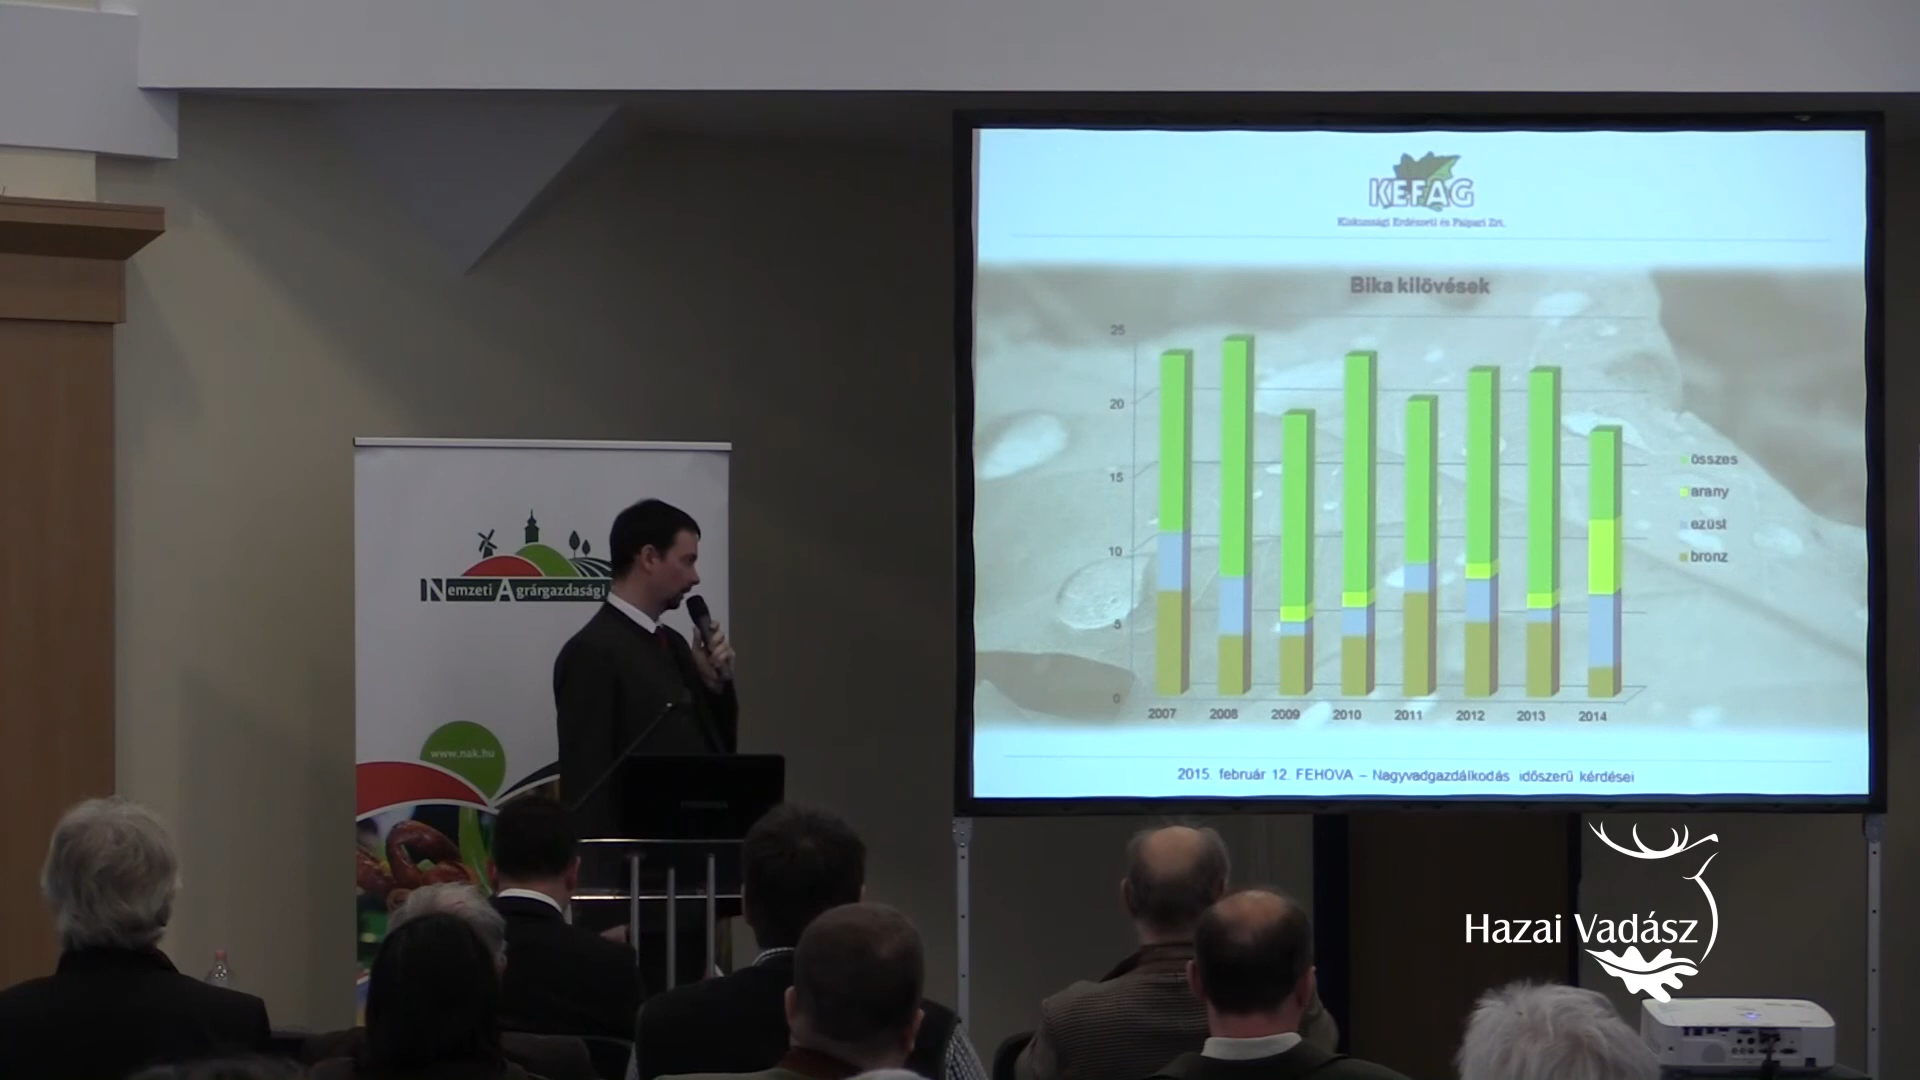 KEFAG
Kiskunsági Erdészeti és Faipari Zrt.
Bika kilövések
25
20
15
10
5
0
2007 2008 2009 2010 2011 2012 2013 2014
összes
arany
ezüst
bronz
2015. február 12. FEHOVA – Nagyvadgazdálkodás időszerű kérdései
Nemzeti Agrárgazdasági
www.nak.hu
TOSHIBA
Hazai Vadász